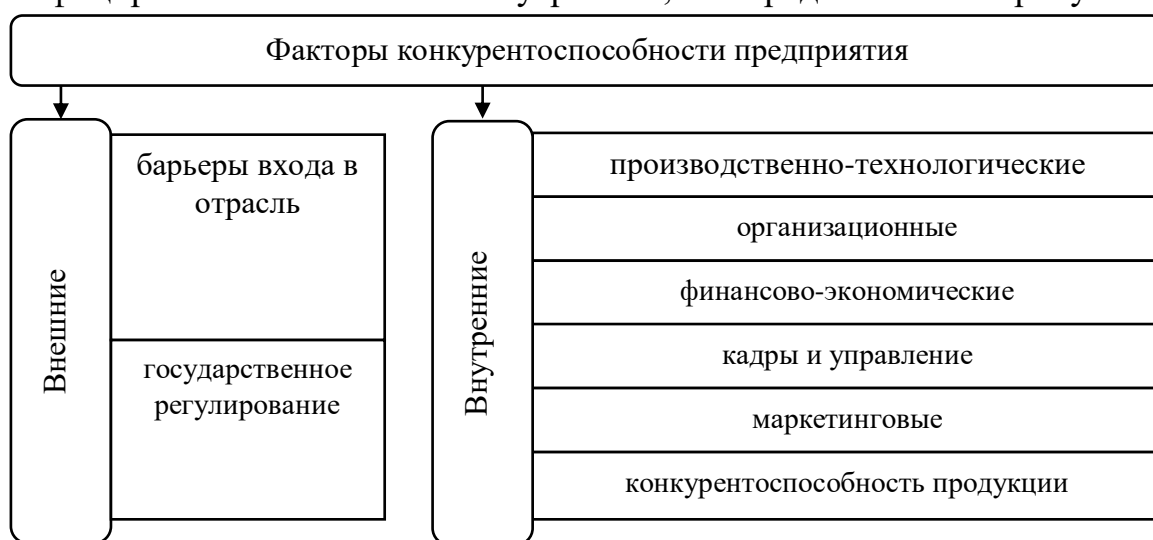 Факторы конкурентоспособности предприятия
Внешние
барьеры входа в
отрасль
государственное
регулирование
Внутренние
производственно-технологические
организационные
финансово-экономические
кадры и управление
маркетинговые
конкурентоспособность продукции